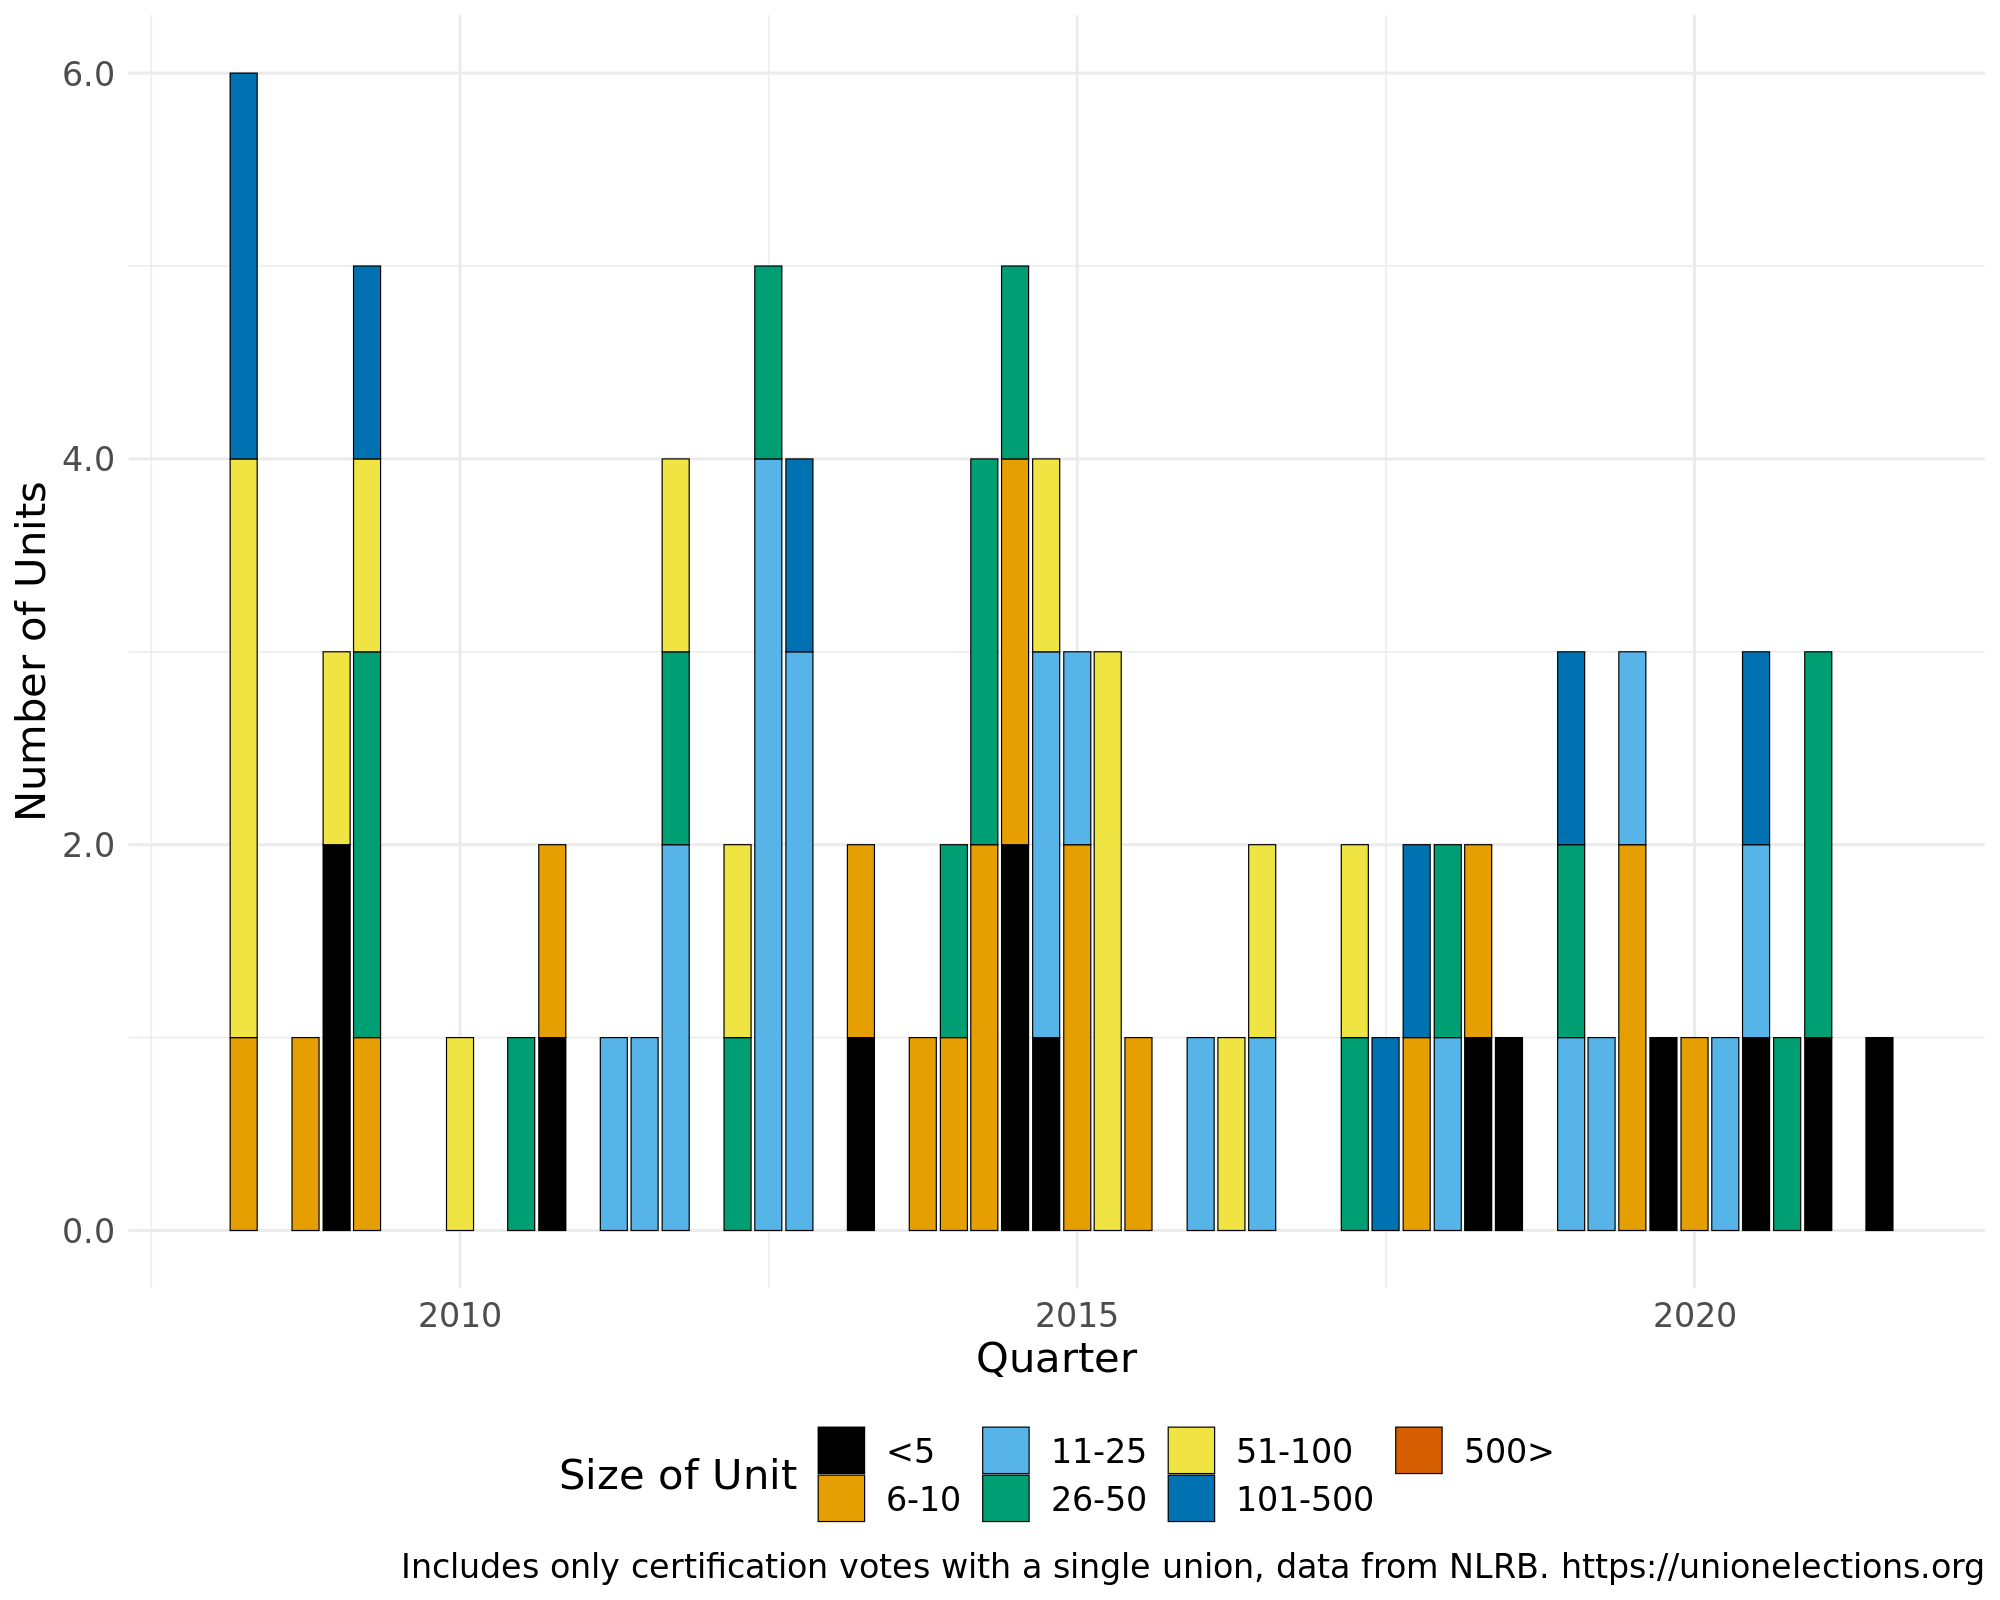 6.0
4.0
2.0
0.0
Number of Units
2010 2015 2020
Quarter
Size of Unit
<5 11-25 51-100 500>
6-10 26-50 101-500
Includes only certification votes with a single union, data from NLRB. https://unionelections.org